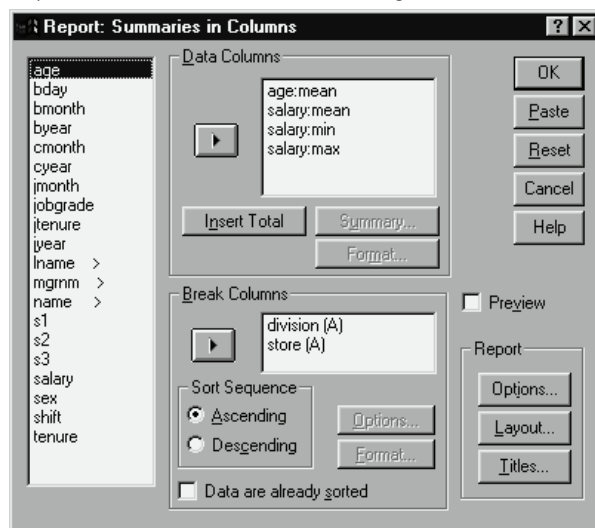 Report: Summaries in Columns
age
bday
bmonth
byear
cmonth
cyear
jmonth
jobgrade
jtenure
jyear
lname >
mgrnm >
name >
s1
s2
s3
salary
sex
shift
tenure
Data Columns
age:mean
salary:mean
salary:min
salary:max
Insert Total
Summary...
Format...
Break Columns
division (A)
store (A)
Sort Sequence
Ascending
Descending
Options...
Format...
Data are already sorted
OK
Paste
Reset
Cancel
Help
Preview
Report
Options...
Layout...
Titles...